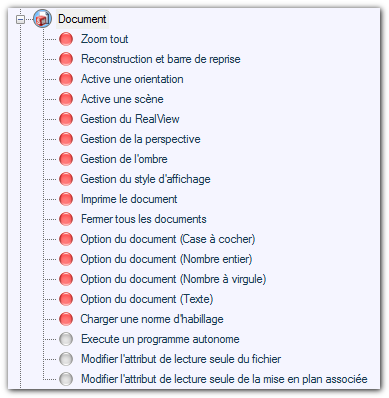 Document
Zoom tout
Reconstruction et barre de reprise
Active une orientation
Active une scène
Gestion du RealView
Gestion de la perspective
Gestion de l'ombre
Gestion du style d'affichage
Imprime le document
Fermer tous les documents
Option du document (Case à cocher)
Option du document (Nombre entier)
Option du document (Nombre à virgule)
Option du document (Texte)
Charger une nome d'habillage
Execute un programme autonome
Modifier l'attribut de lecture seule du fichier
Modifier l'attribut de lecture seule de la mise en plan associée